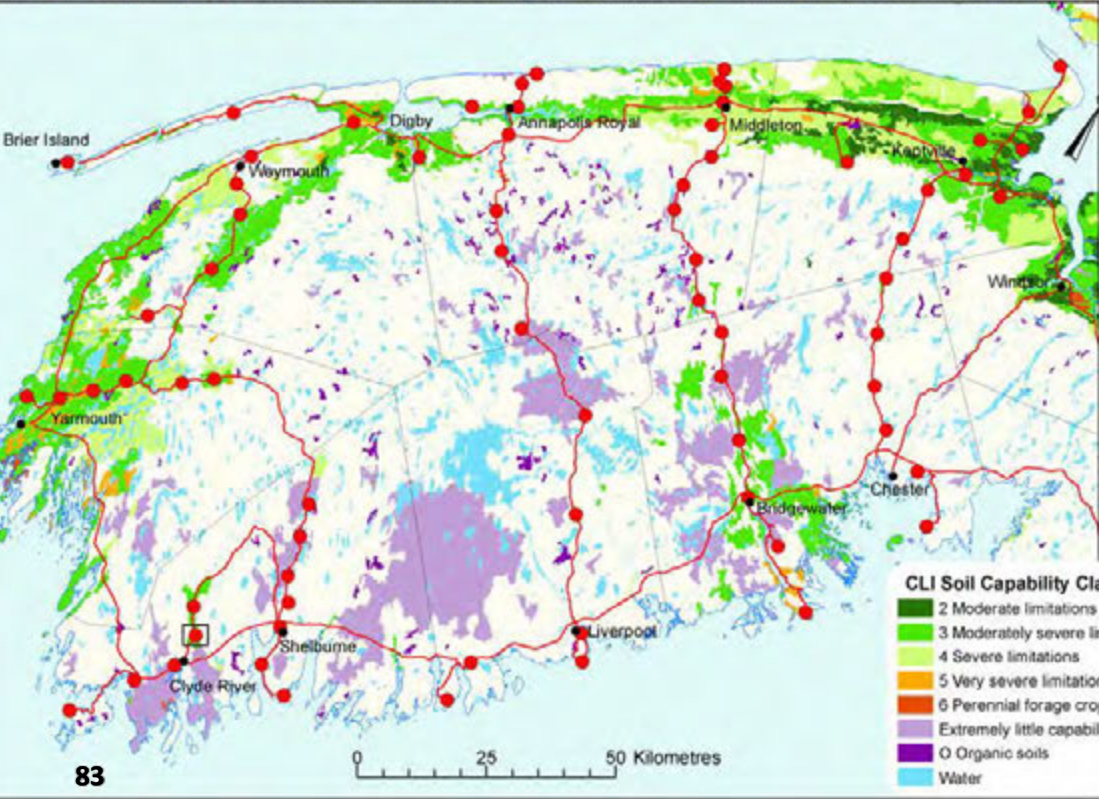 Brier Island
Digby
Annapolis Royal
Middleton
Kentville
Weymouth
Windsor
Yarmouth
Chester
Bridgewater
Liverpool
Shelburne
Clyde River
CLI Soil Capability Cla
2 Moderate limitations
3 Moderately severe li
4 Severe limitations
5 Very severe limitatio
6 Perennial forage cro
Extremely little capabil
O Organic soils
Water
0 25 50 Kilometres
83